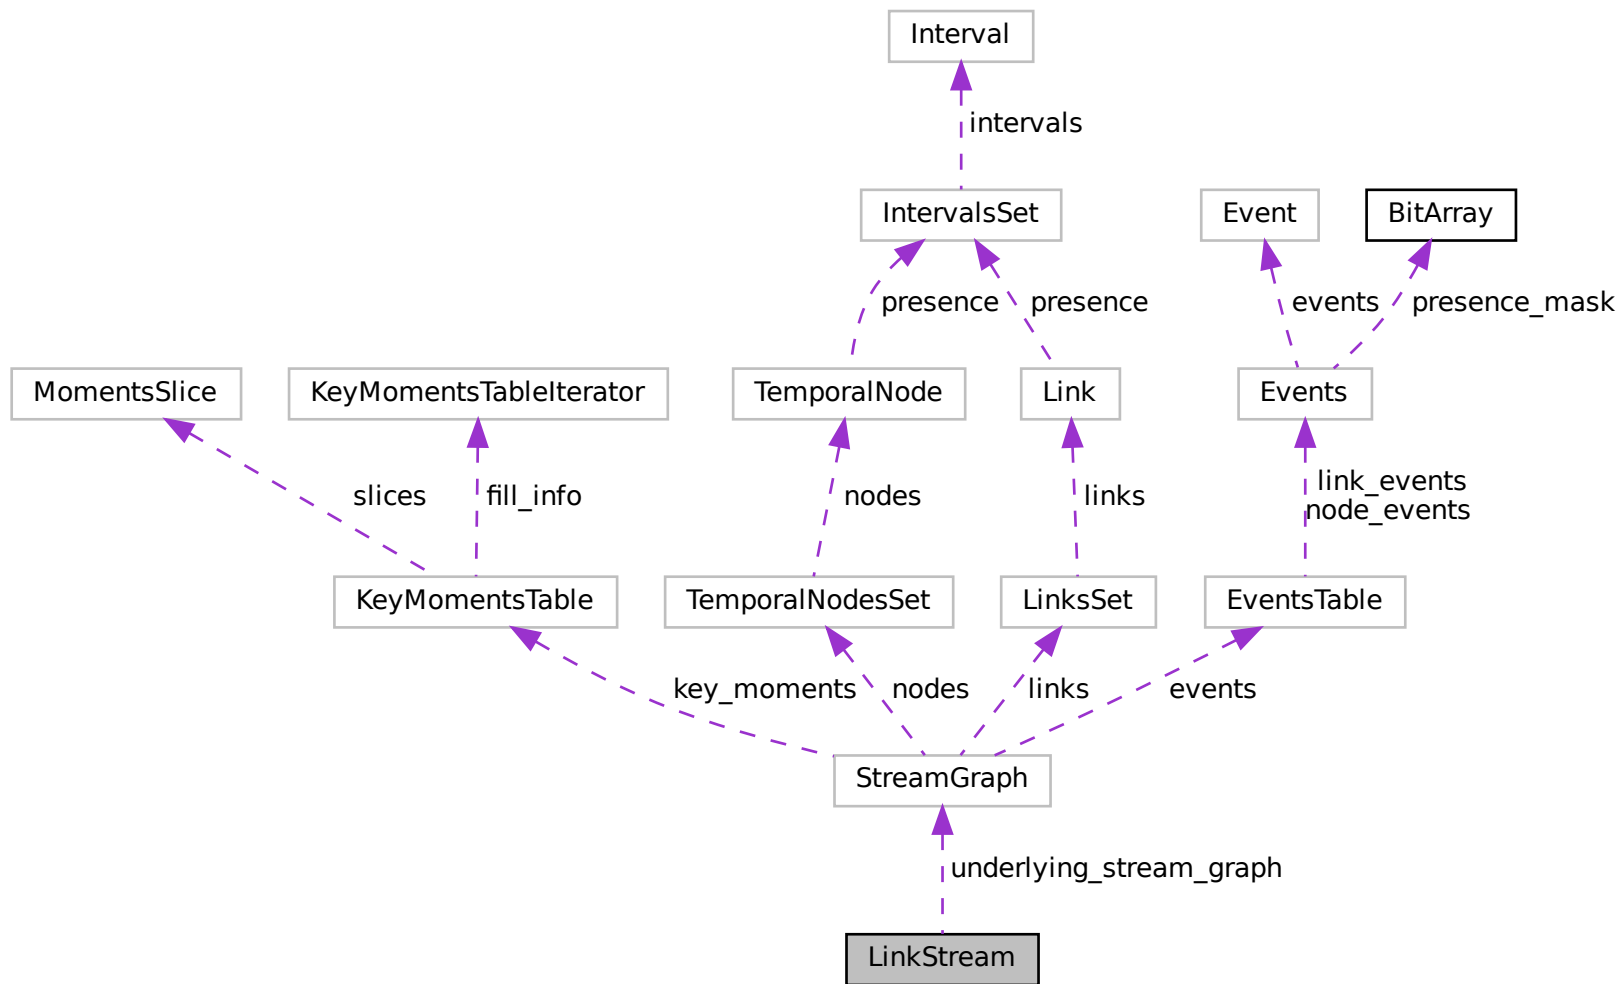 Interval
intervals
IntervalsSet
Event
BitArray
presence
presence
events
presence_mask
MomentsSlice
KeyMomentsTableIterator
TemporalNode
Link
Events
slices
fill_info
nodes
links
link_events
node_events
KeyMomentsTable
TemporalNodesSet
LinksSet
EventsTable
key_moments
nodes
links
events
StreamGraph
underlying_stream_graph
LinkStream